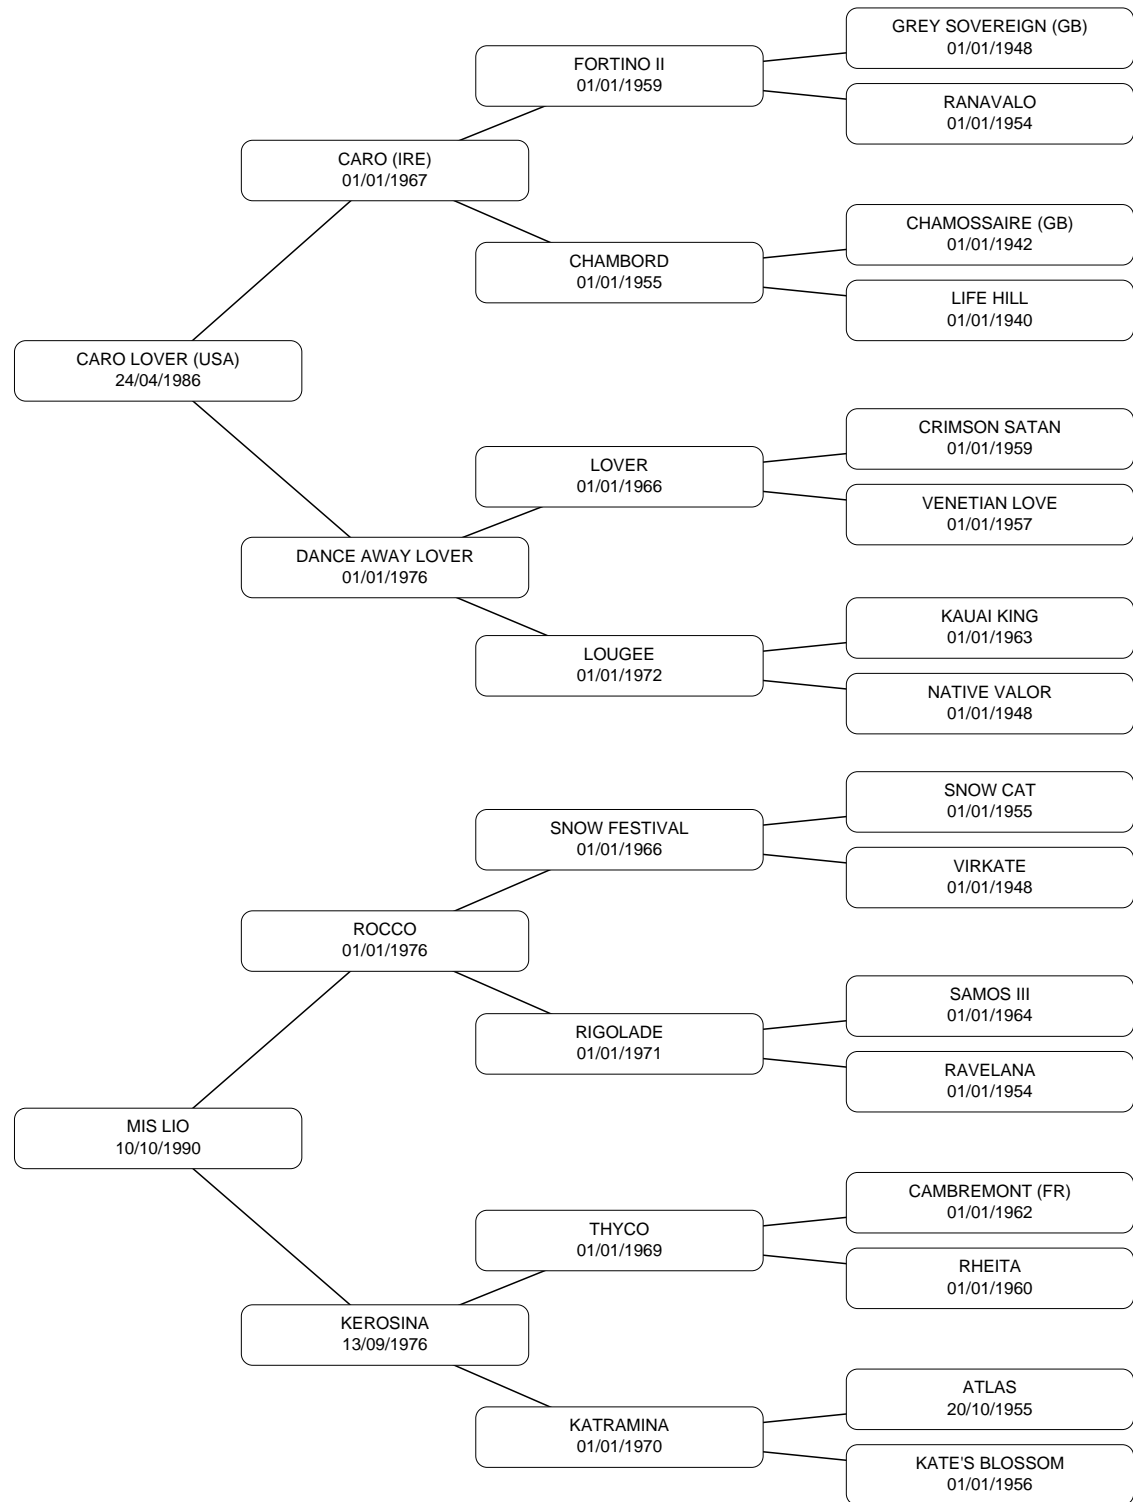 GREY SOVEREIGN (GB)
01/01/1948
FORTINO II
01/01/1959
RANAVALO
01/01/1954
CARO (IRE)
01/01/1967
CHAMOSSAIRE (GB)
01/01/1942
CHAMBORD
01/01/1955
LIFE HILL
01/01/1940
CARO LOVER (USA)
24/04/1986
CRIMSON SATAN
01/01/1959
LOVER
01/01/1966
VENETIAN LOVE
01/01/1957
DANCE AWAY LOVER
01/01/1976
KAUAI KING
01/01/1963
LOUGEE
01/01/1972
NATIVE VALOR
01/01/1948
SNOW CAT
01/01/1955
SNOW FESTIVAL
01/01/1966
VIRKATE
01/01/1948
ROCCO
01/01/1976
SAMOS III
01/01/1964
RIGOLADE
01/01/1971
RAVELANA
01/01/1954
MIS LIO
10/10/1990
CAMBREMONT (FR)
01/01/1962
THYCO
01/01/1969
RHEITA
01/01/1960
KEROSINA
13/09/1976
ATLAS
20/10/1955
KATRAMINA
01/01/1970
KATE'S BLOSSOM
01/01/1956